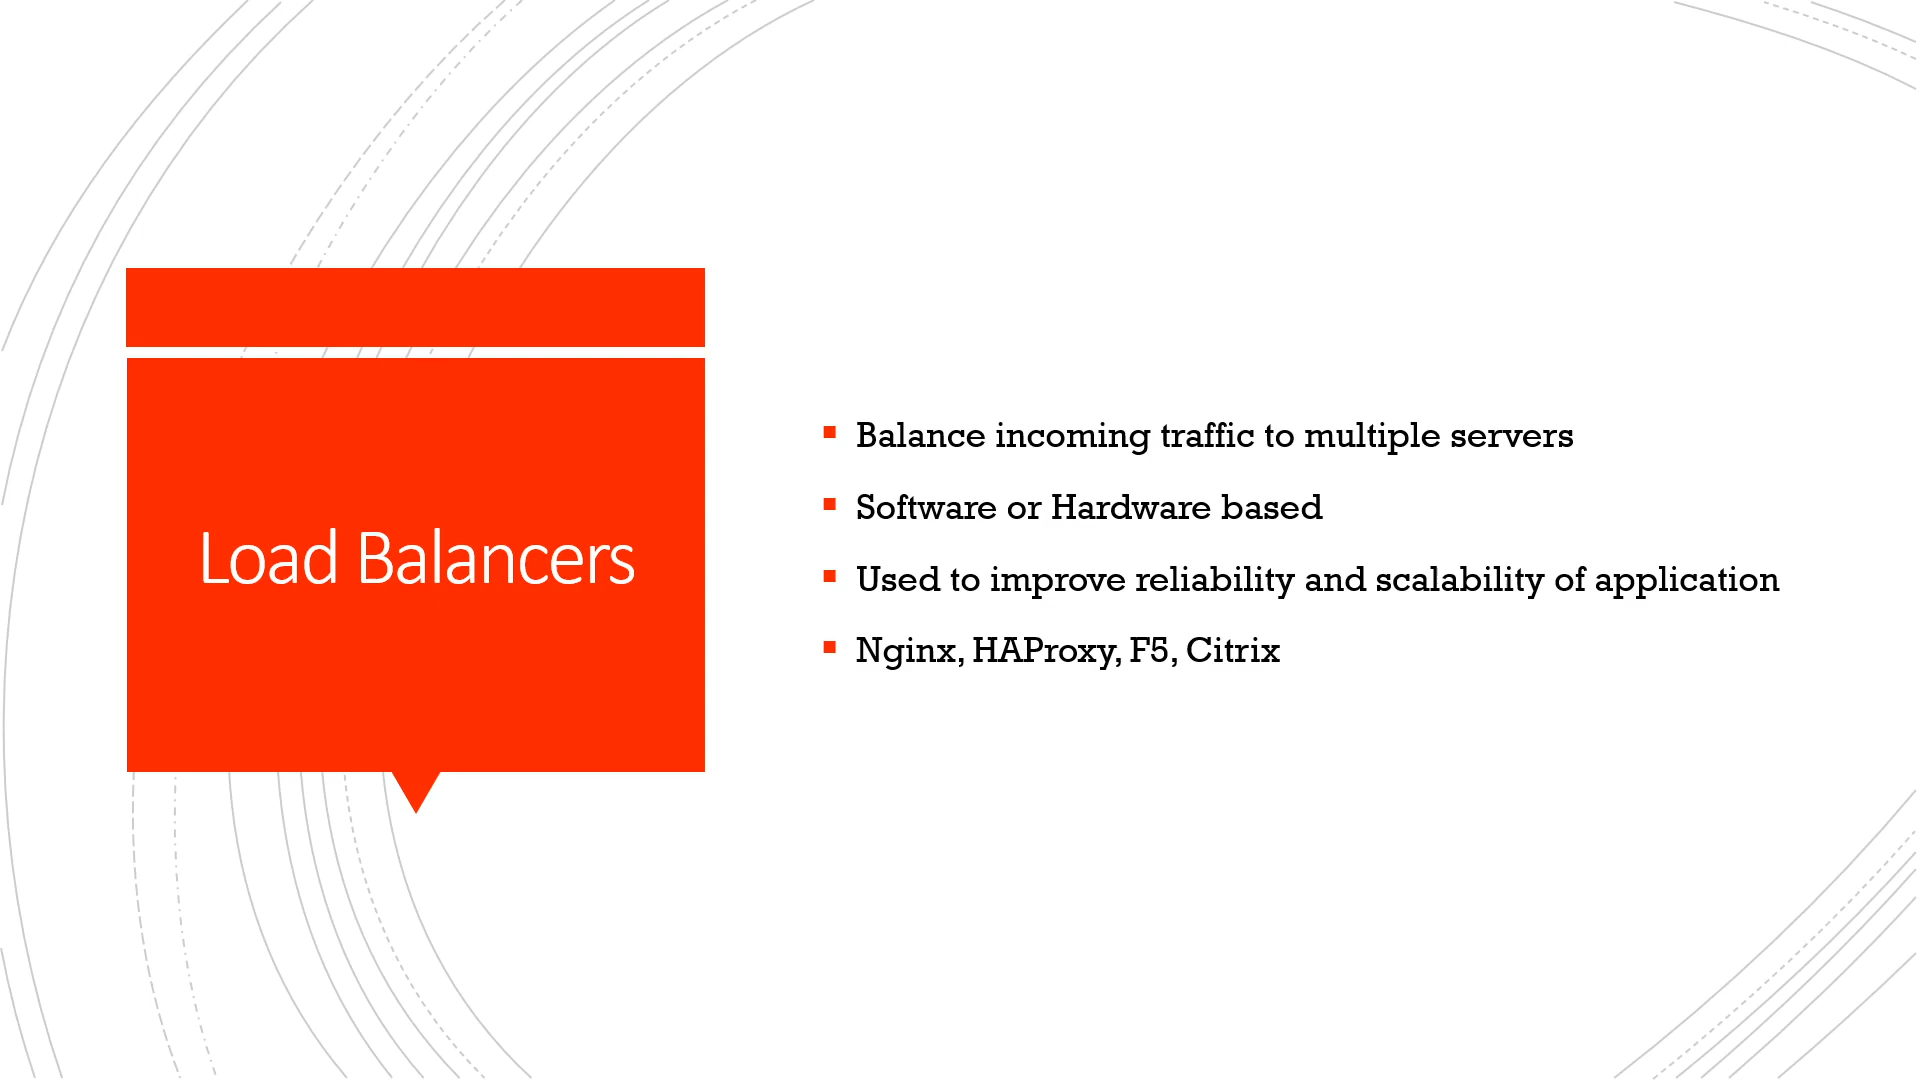 Load Balancers
Balance incoming traffic to multiple servers
Software or Hardware based
Used to improve reliability and scalability of application
Nginx, HAProxy, F5, Citrix